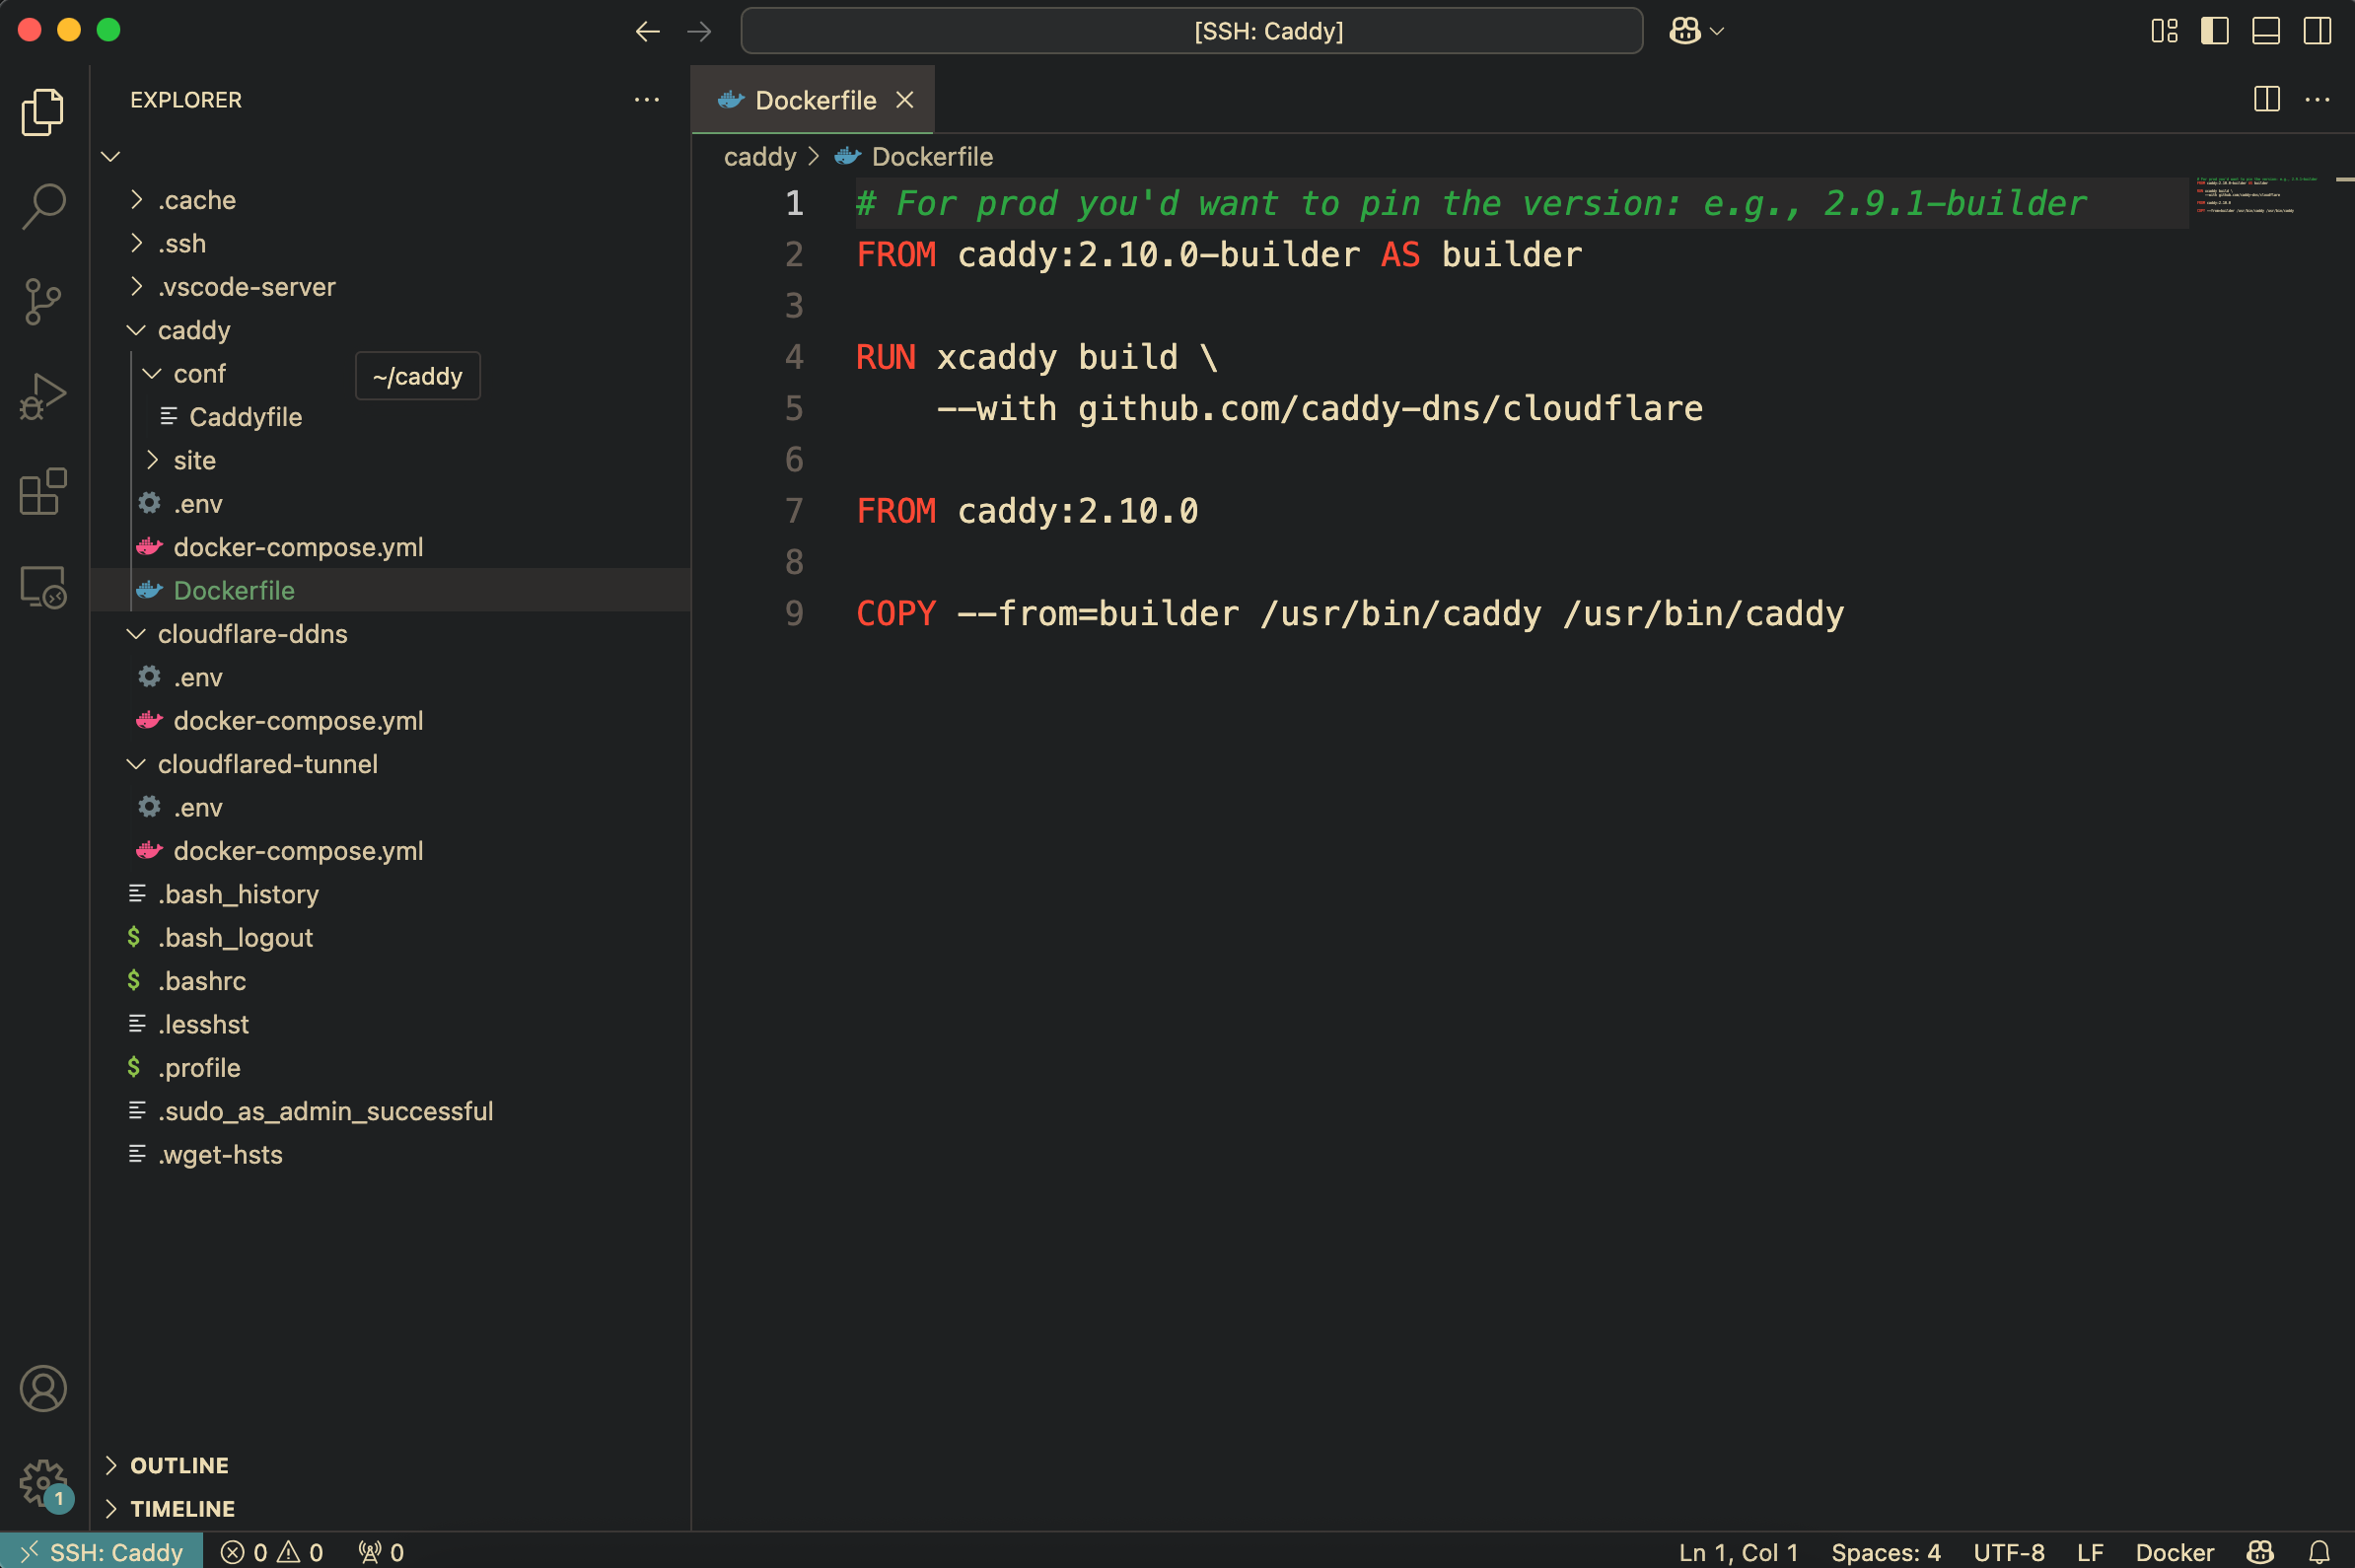 [SSH: Caddy]
EXPLORER
.cache
.ssh
.vscode-server
caddy
conf
~/caddy
Caddyfile
site
.env
docker-compose.yml
Dockerfile
cloudflare-ddns
.env
docker-compose.yml
cloudflared-tunnel
.env
docker-compose.yml
.bash_history
$ .bash_logout
$ .bashrc
.lesshst
$ .profile
.sudo_as_admin_successful
.wget-hsts
OUTLINE
1
TIMELINE
Dockerfile
caddy > Dockerfile
1 # For prod you'd want to pin the version: e.g., 2.9.1-builder
2 FROM caddy:2.10.0-builder AS builder
3
4 RUN xcaddy build \
5 --with github.com/caddy-dns/cloudflare
6
7 FROM caddy:2.10.0
8
9 COPY --from=builder /usr/bin/caddy /usr/bin/caddy
SSH: Caddy 0 0 0 Ln 1, Col 1 Spaces: 4 UTF-8 LF Docker